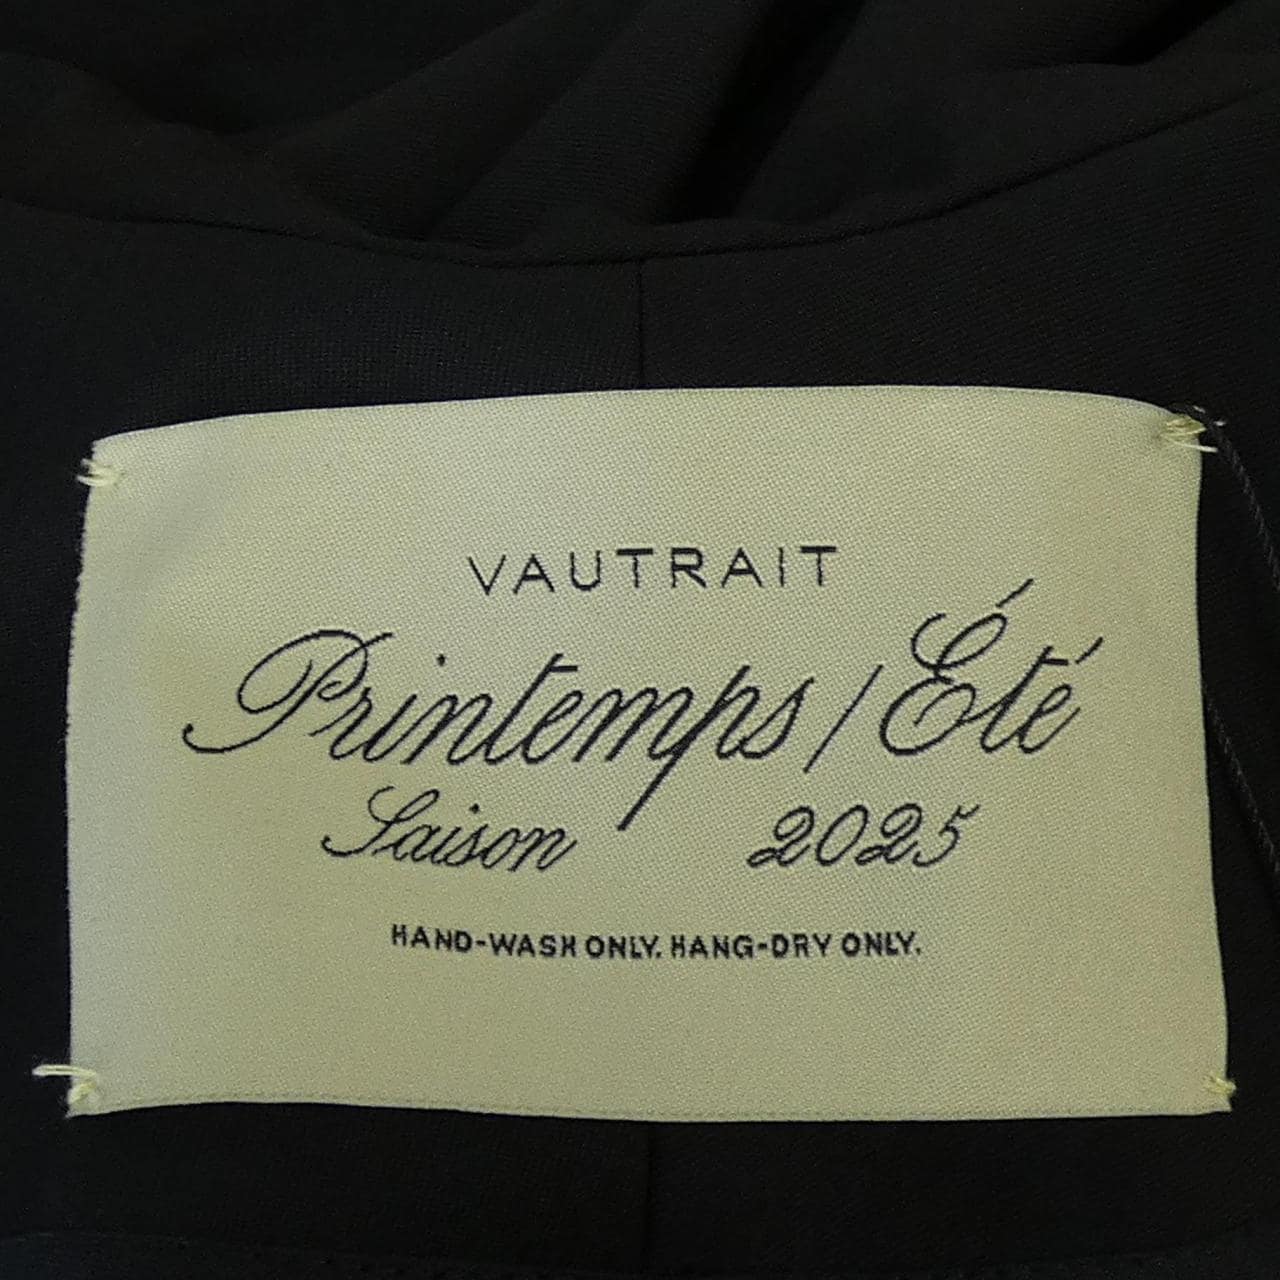 VAUTRAIT
Printemps/Été
Saison 2025
HAND-WASH ONLY. HANG-DRY ONLY.